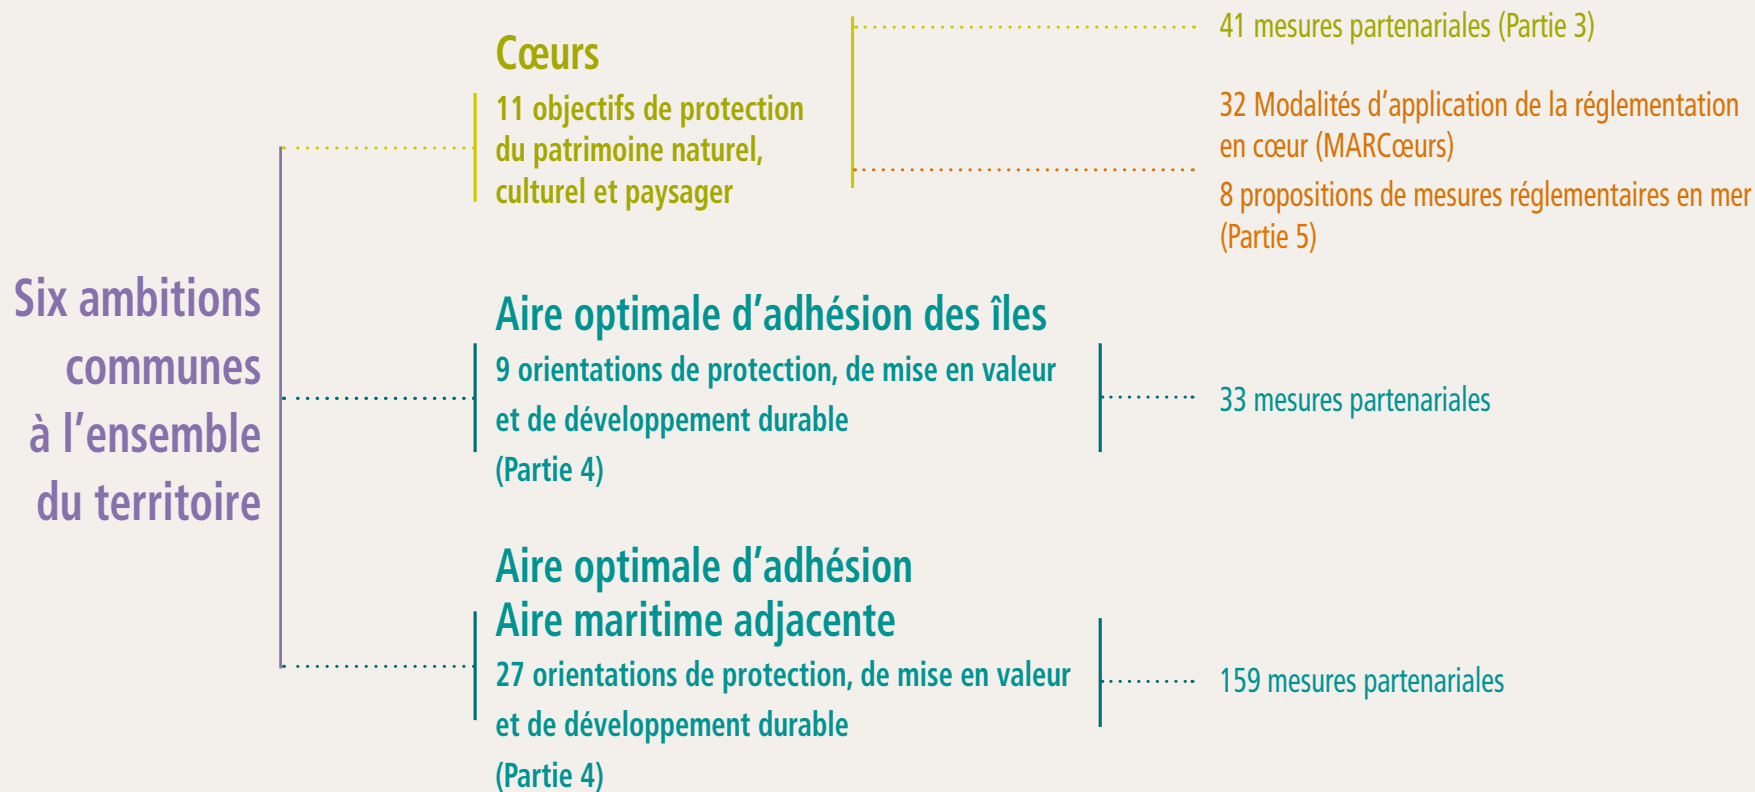 Six ambitions
communes
à l’ensemble
du territoire
Cœurs
11 objectifs de protection
du patrimoine naturel,
culturel et paysager
41 mesures partenariales (Partie 3)
32 Modalités d’application de la réglementation
en cœur (MARCœurs)
8 propositions de mesures réglementaires en mer
(Partie 5)
Aire optimale d’adhésion des îles
9 orientations de protection, de mise en valeur
et de développement durable
(Partie 4)
33 mesures partenariales
Aire optimale d’adhésion
Aire maritime adjacente
27 orientations de protection, de mise en valeur
et de développement durable
(Partie 4)
159 mesures partenariales